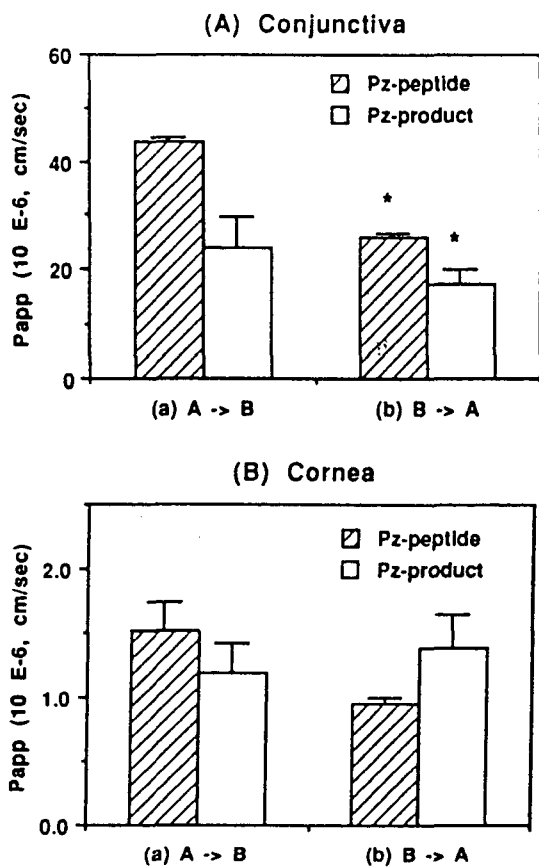 (A) Conjunctiva
60
40
20
0
Papp (10 E-6, cm/sec)
Pz-peptide
Pz-product
*
*
(a) A -> B
(b) B -> A
(B) Cornea
2.0
1.0
0.0
Papp (10 E-6, cm/sec)
Pz-peptide
Pz-product
(a) A -> B
(b) B -> A